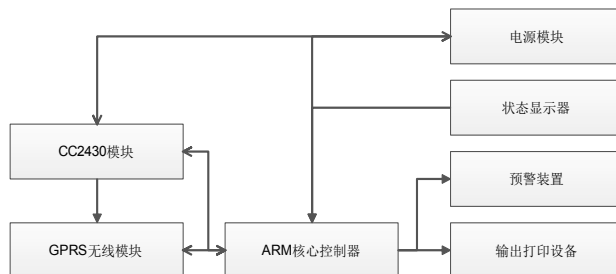 电源模块
状态显示器
CC2430模块
预警装置
GPRS无线模块
ARM核心控制器
输出打印设备